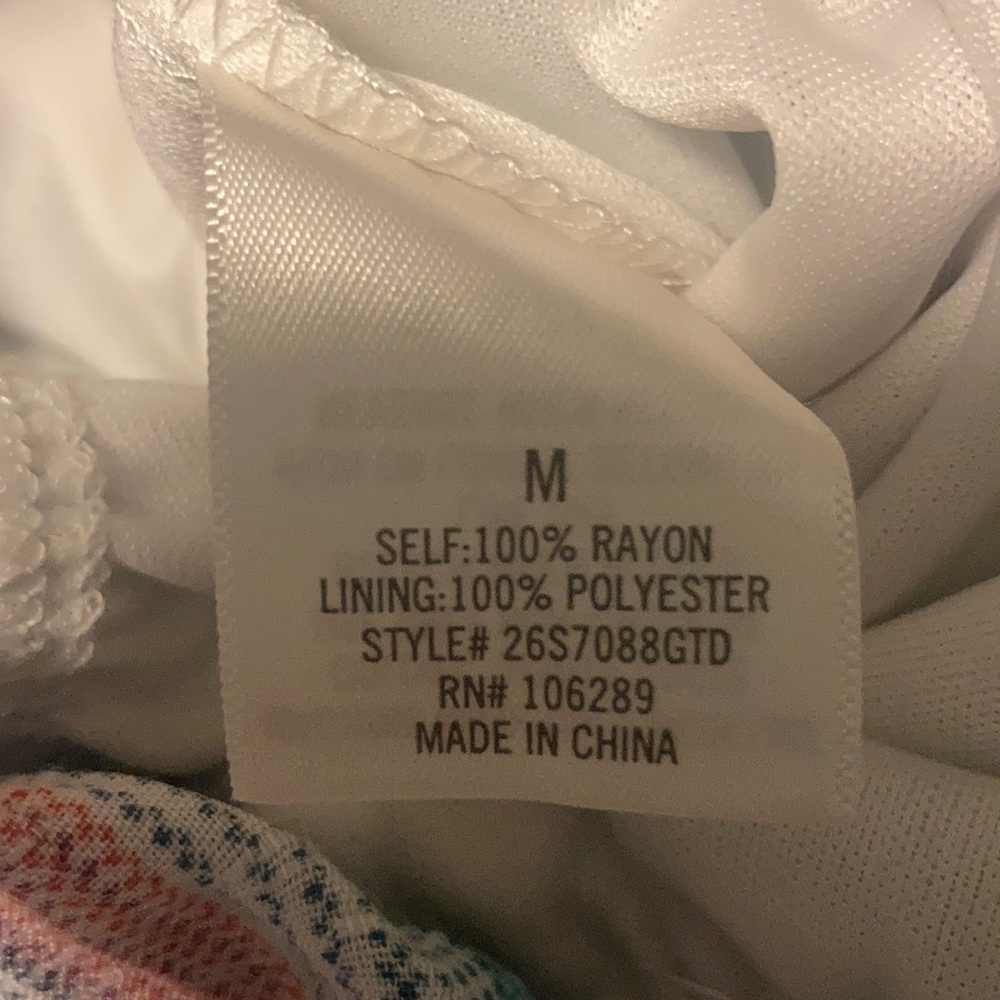 M
SELF:100% RAYON
LINING:100% POLYESTER
STYLE# 26S7088GTD
RN# 106289
MADE IN CHINA